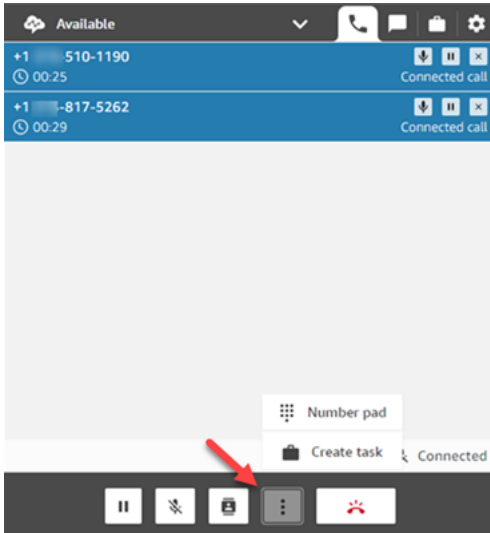 Available
+1 510-1190
00:25
Connected call
+1 -817-5262
00:29
Connected call
Number pad
Create task
Connected